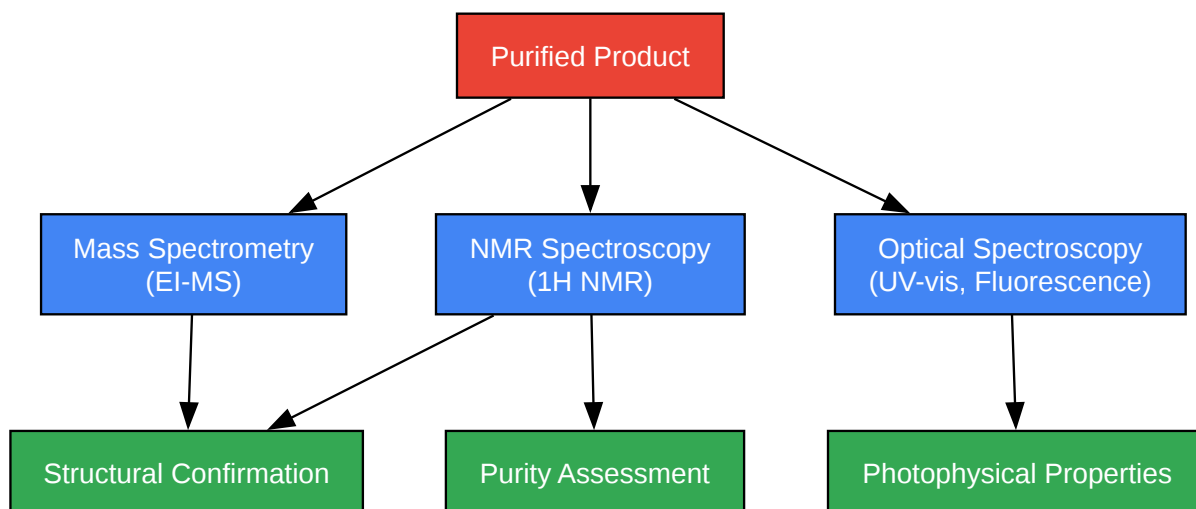 Purified Product
Mass Spectrometry
(EI-MS)
NMR Spectroscopy
(1H NMR)
Optical Spectroscopy
(UV-vis, Fluorescence)
Structural Confirmation
Purity Assessment
Photophysical Properties